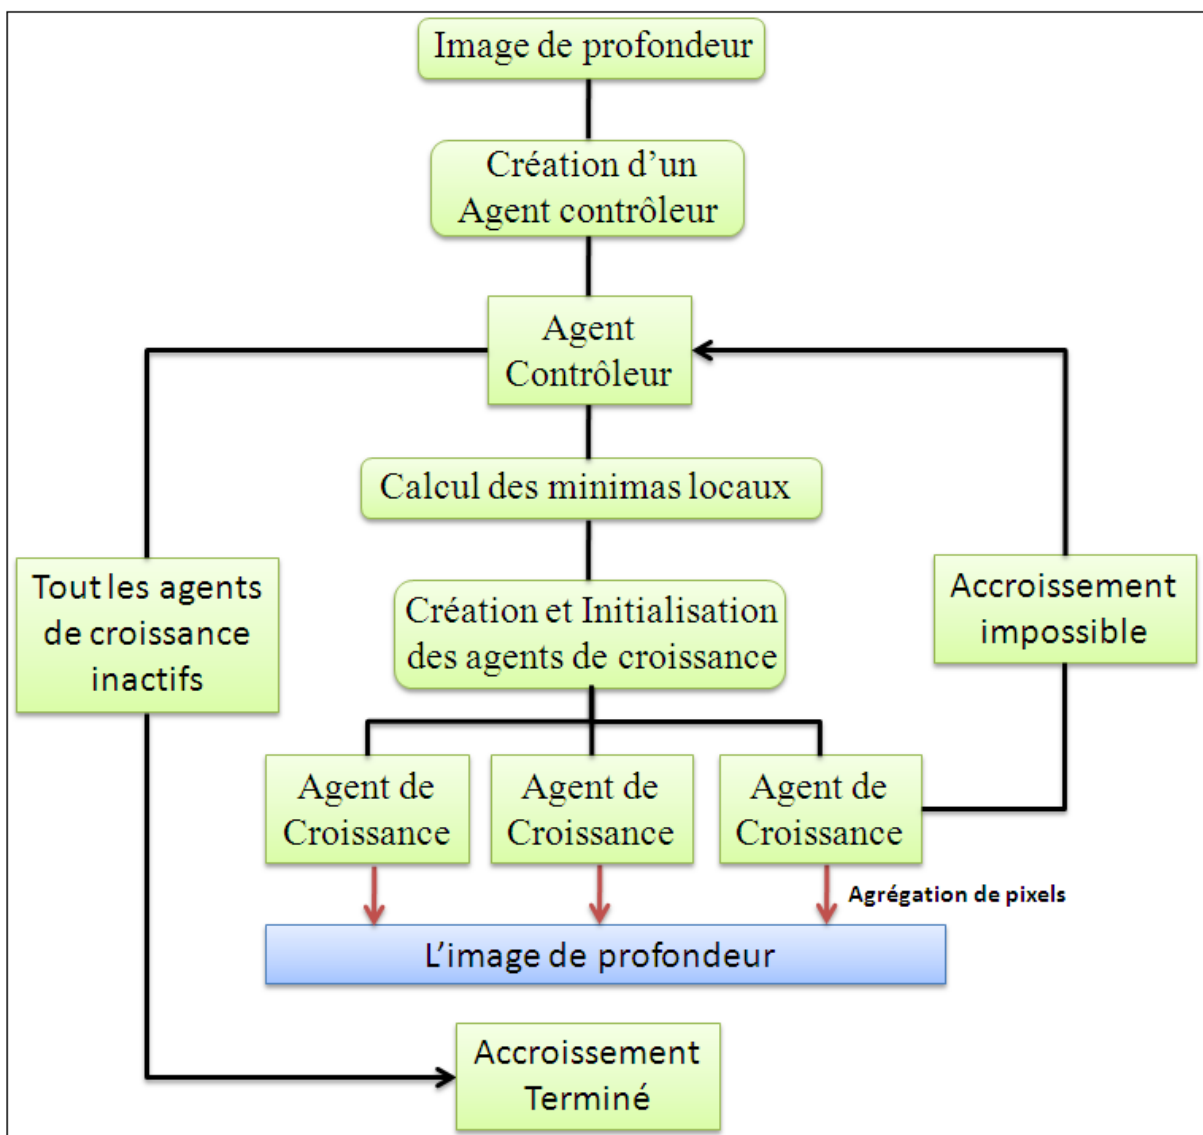 Image de profondeur
Création d’un
Agent contrôleur
Agent
Contrôleur
Calcul des minimas locaux
Tout les agents
de croissance
inactifs
Création et Initialisation
des agents de croissance
Accroissement
impossible
Agent de
Croissance
Agent de
Croissance
Agent de
Croissance
Agrégation de pixels
L’image de profondeur
Accroissement
Terminé